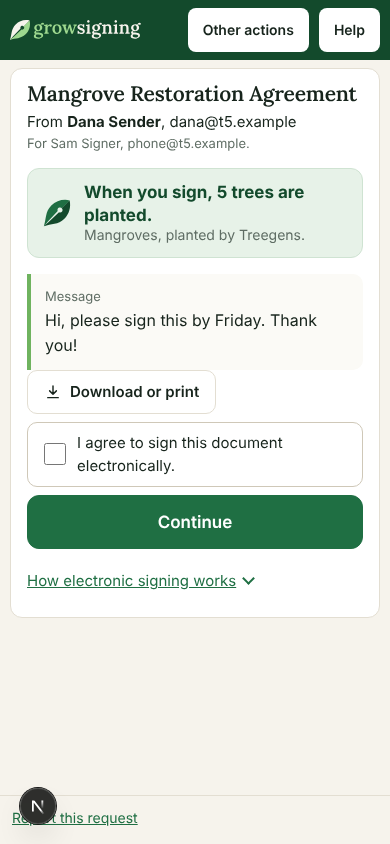 growsigning
Other actions
Help
Mangrove Restoration Agreement
From Dana Sender, dana@t5.example
For Sam Signer, phone@t5.example.
When you sign, 5 trees are
planted.
Mangroves, planted by Treegens.
Message
Hi, please sign this by Friday. Thank
you!
Download or print
I agree to sign this document
electronically.
Continue
How electronic signing works
N
this request